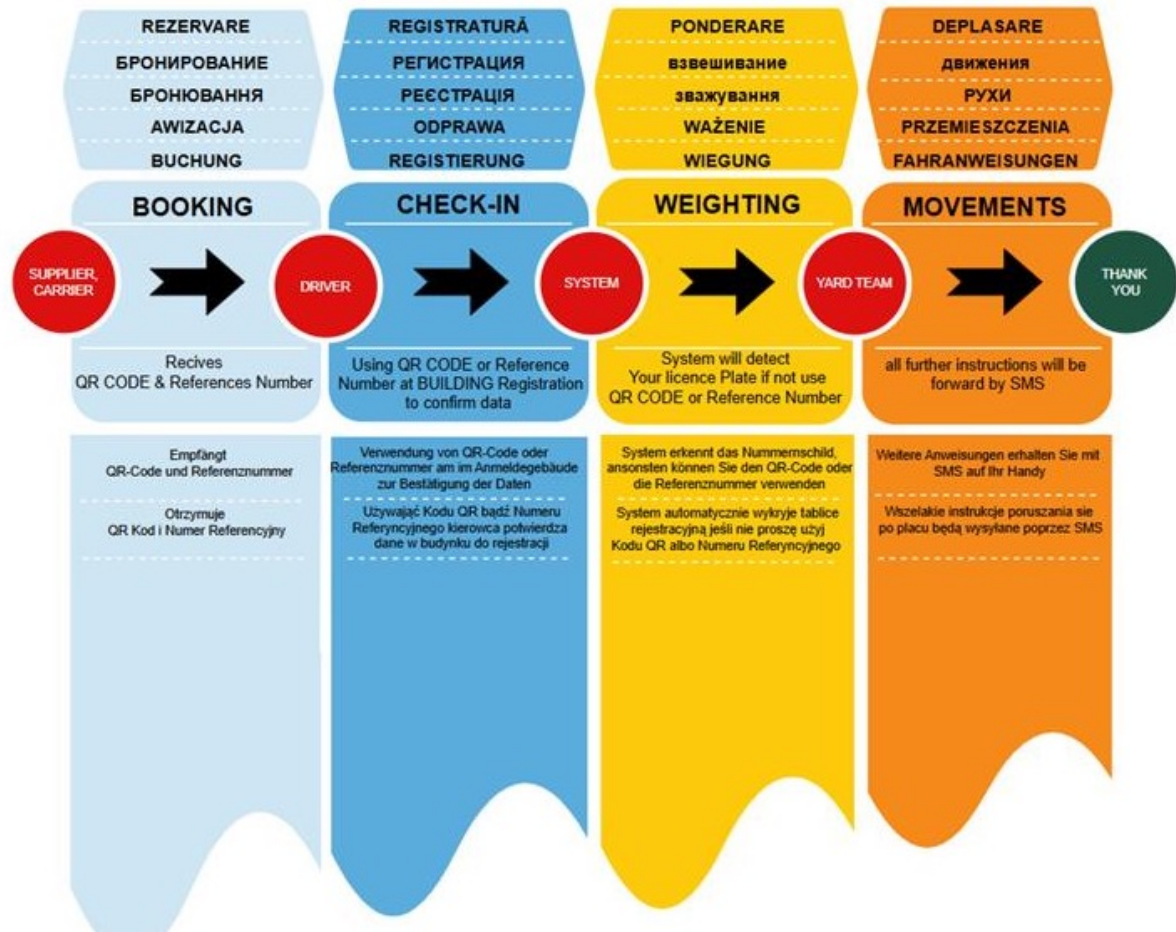 REZERVARE
БРОНИРОВАНИЕ
БРОНЮВАННЯ
AWIZACJA
BUCHUNG
REGISTRATURĂ
РЕГИСТРАЦИЯ
РЕЄСТРАЦІЯ
ODPRAWA
REGISTIERUNG
PONDERARE
взвешивание
зважування
WAŻENIE
WIEGUNG
DEPLASARE
движения
РУХИ
PRZEMIESZCZENIA
FAHRANWEISUNGEN
BOOKING
CHECK-IN
WEIGHTING
MOVEMENTS
SUPPLIER,
CARRIER
DRIVER
SYSTEM
YARD TEAM
THANK
YOU
Recives
QR CODE & References Number
Using QR CODE or Reference
Number at BUILDING Registration
to confirm data
System will detect
Your licence Plate if not use
QR CODE or Reference Number
all further instructions will be
forward by SMS
Empfängt
QR-Code und Referenznummer
Otrzymuje
QR Kod i Numer Referencyjny
Verwendung von QR-Code oder
Referenznummer am im Anmeldegebäude
zur Bestätigung der Daten
Używając Kodu QR bądź Numeru
Referyncyjnego kierowca potwierdza
dane w budynku do rejestracji
System erkennt das Nummernschild,
ansonsten können Sie den QR-Code oder
die Referenznummer verwenden
System automatycznie wykryje tablice
rejestracyjną jeśli nie proszę użyj
Kodu QR albo Numeru Referyncyjnego
Weitere Anweisungen erhalten Sie mit
SMS auf Ihr Handy
Wszelakie instrukcje poruszania sie
po placu będą wysyłane poprzez SMS